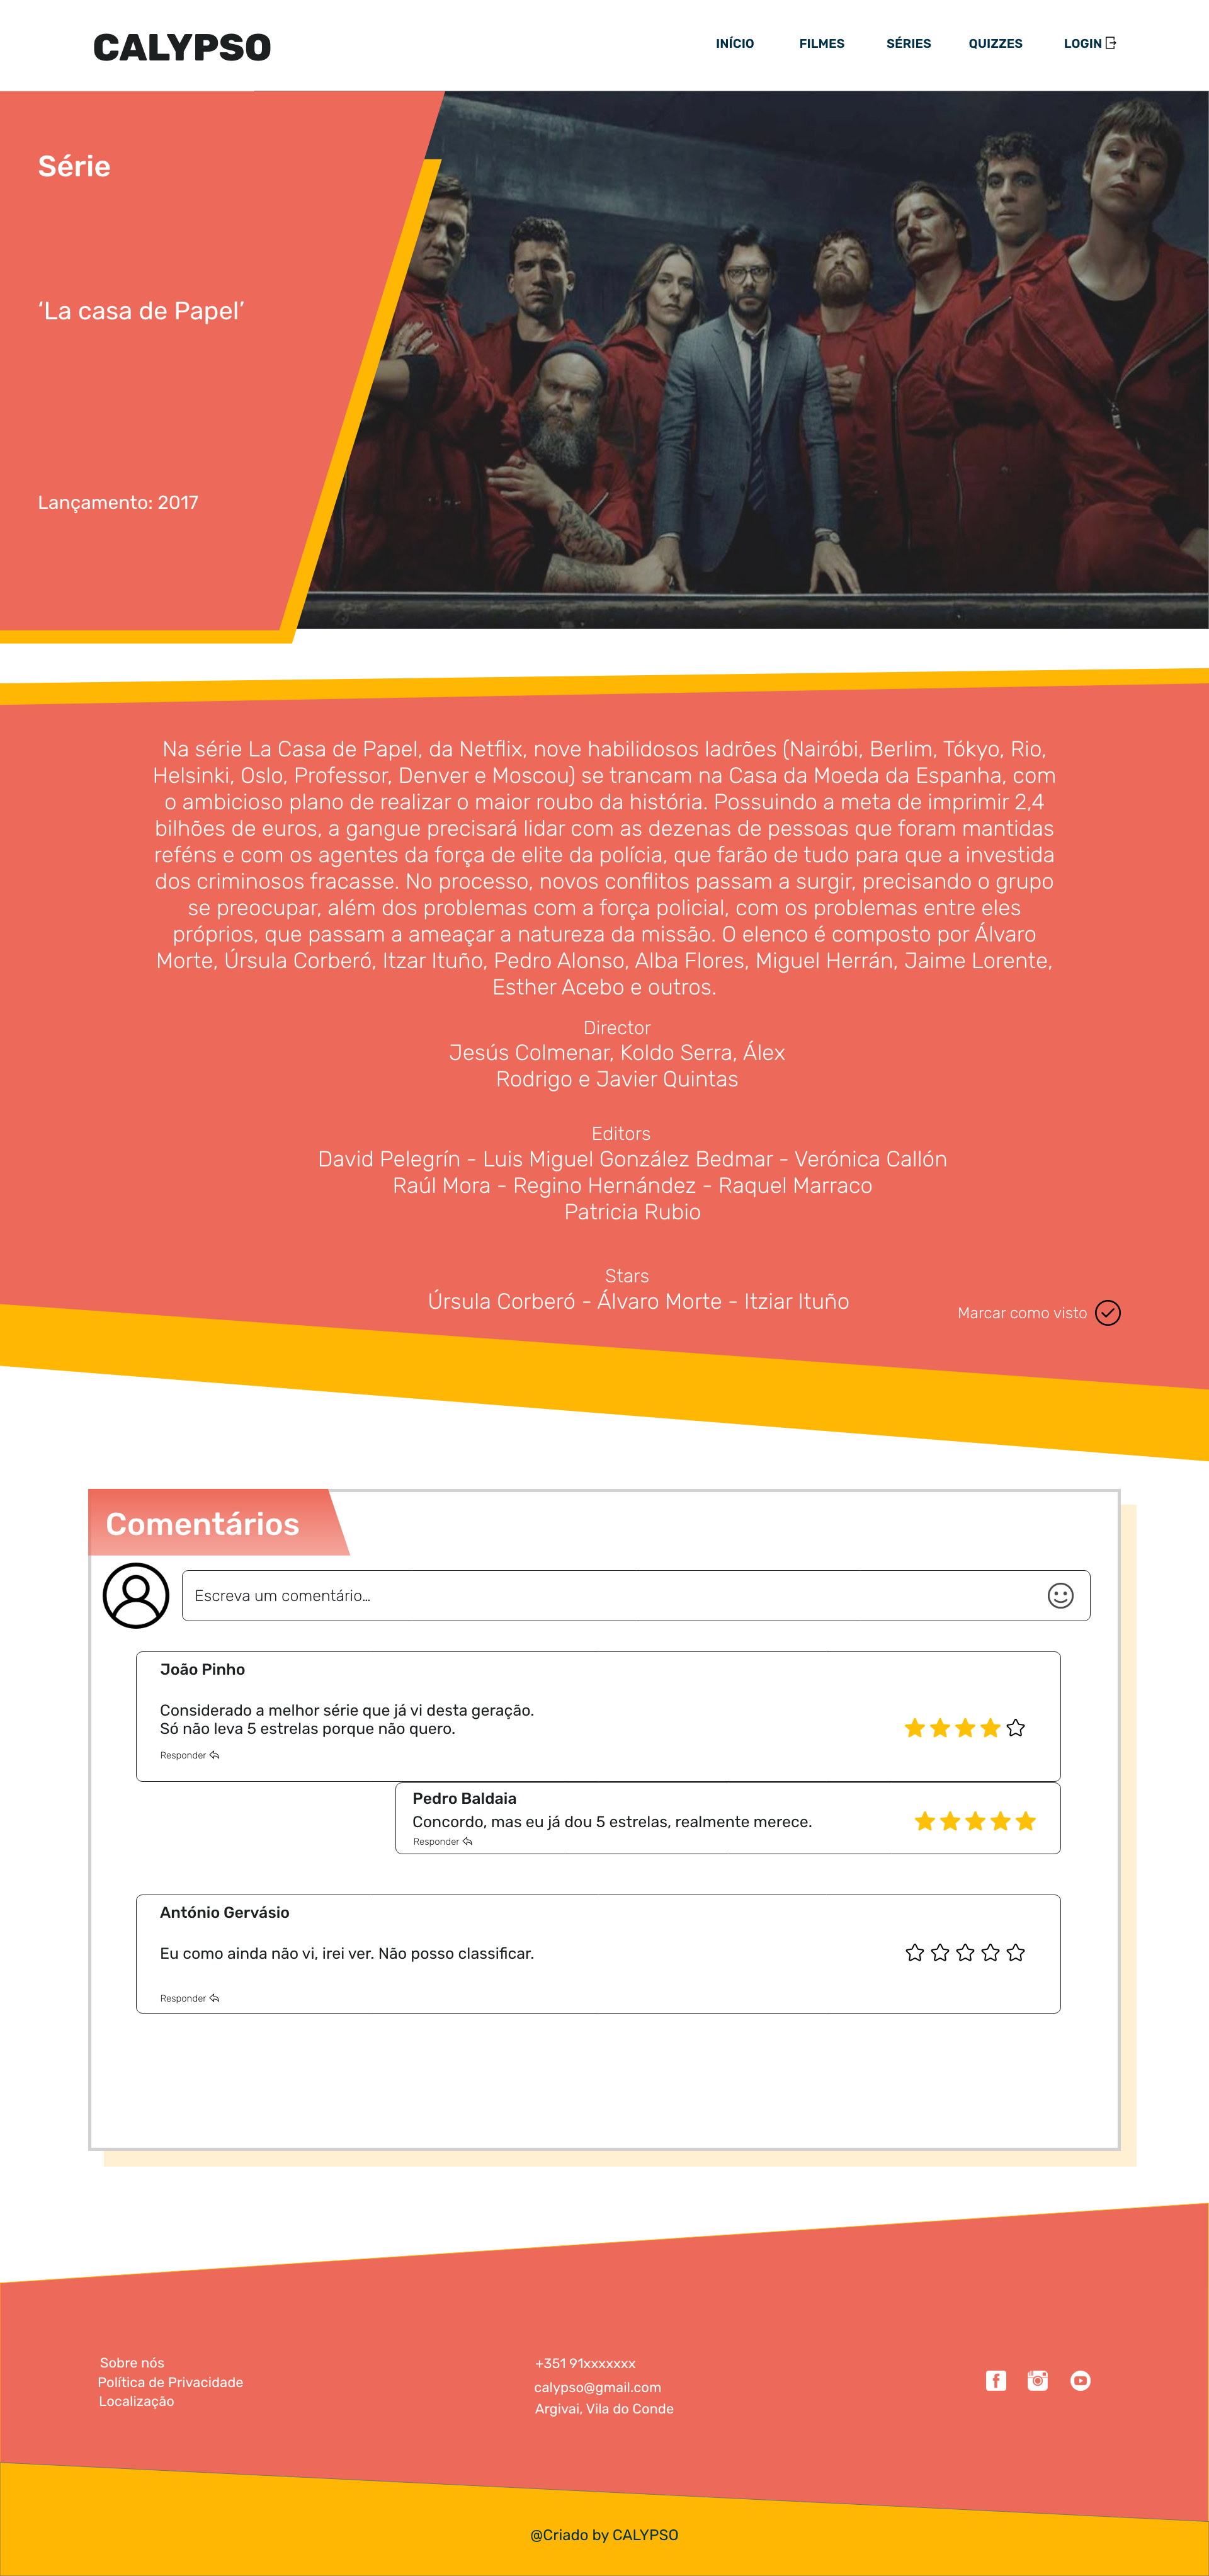 CALYPSO
INÍCIO FILMES SÉRIES QUIZZES LOGIN
Série
‘La casa de Papel’
Lançamento: 2017
Na série La Casa de Papel, da Netflix, nove habilidosos ladrões (Nairóbi, Berlim, Tókyo, Rio,
Helsinki, Oslo, Professor, Denver e Moscou) se trancam na Casa da Moeda da Espanha, com
o ambicioso plano de realizar o maior roubo da história. Possuindo a meta de imprimir 2,4
bilhões de euros, a gangue precisará lidar com as dezenas de pessoas que foram mantidas
reféns e com os agentes da força de elite da polícia, que farão de tudo para que a investida
dos criminosos fracasse. No processo, novos conflitos passam a surgir, precisando o grupo
se preocupar, além dos problemas com a força policial, com os problemas entre eles
próprios, que passam a ameaçar a natureza da missão. O elenco é composto por Álvaro
Morte, Úrsula Corberó, Itzar Ituño, Pedro Alonso, Alba Flores, Miguel Herrán, Jaime Lorente,
Esther Acebo e outros.
Director
Jesús Colmenar, Koldo Serra, Álex
Rodrigo e Javier Quintas
Editors
David Pelegrín - Luis Miguel González Bedmar - Verónica Callón
Raúl Mora - Regino Hernández - Raquel Marraco
Patricia Rubio
Stars
Úrsula Corberó - Álvaro Morte - Itziar Ituño
Marcar como visto
Comentários
Escreva um comentário...
João Pinho
Considerado a melhor série que já vi desta geração.
Só não leva 5 estrelas porque não quero.
Responder
Pedro Baldaia
Concordo, mas eu já dou 5 estrelas, realmente merece.
Responder
António Gervásio
Eu como ainda não vi, irei ver. Não posso classificar.
Responder
Sobre nós
Política de Privacidade
Localização
+351 91xxxxxxx
calypso@gmail.com
Argivai, Vila do Conde
@Criado by CALYPSO